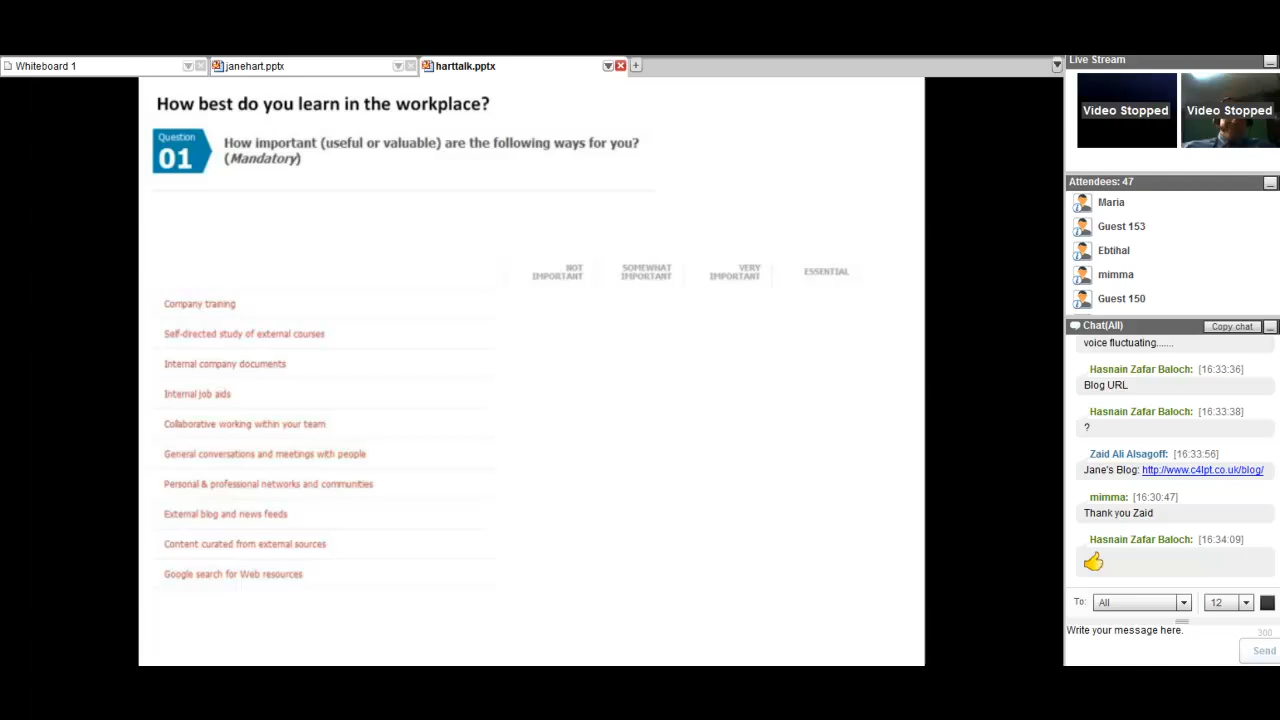 Whiteboard 1
janehart.pptx
harttalk.pptx
How best do you learn in the workplace?
Question
01
How important (useful or valuable) are the following ways for you?
(Mandatory)
NOT
IMPORTANT
SOMEWHAT
IMPORTANT
VERY
IMPORTANT
ESSENTIAL
Company training
Self-directed study of external courses
Internal company documents
Internal job aids
Collaborative working within your team
General conversations and meetings with people
Personal & professional networks and communities
External blog and news feeds
Content curated from external sources
Google search for Web resources
Live Stream
Video Stopped
Video Stopped
Attendees: 47
Maria
Guest 153
Ebtihal
mimma
Guest 150
Chat(All)
Copy chat
voice fluctuating.......
Hasnain Zafar Baloch: [16:33:36]
Blog URL
Hasnain Zafar Baloch: [16:33:38]
?
Zaid Ali Alsagoff: [16:33:56]
Jane's Blog: http://www.c4lpt.co.uk/blog/
mimma: [16:30:47]
Thank you Zaid
Hasnain Zafar Baloch: [16:34:09]
To: All 12
Write your message here.
300
Send